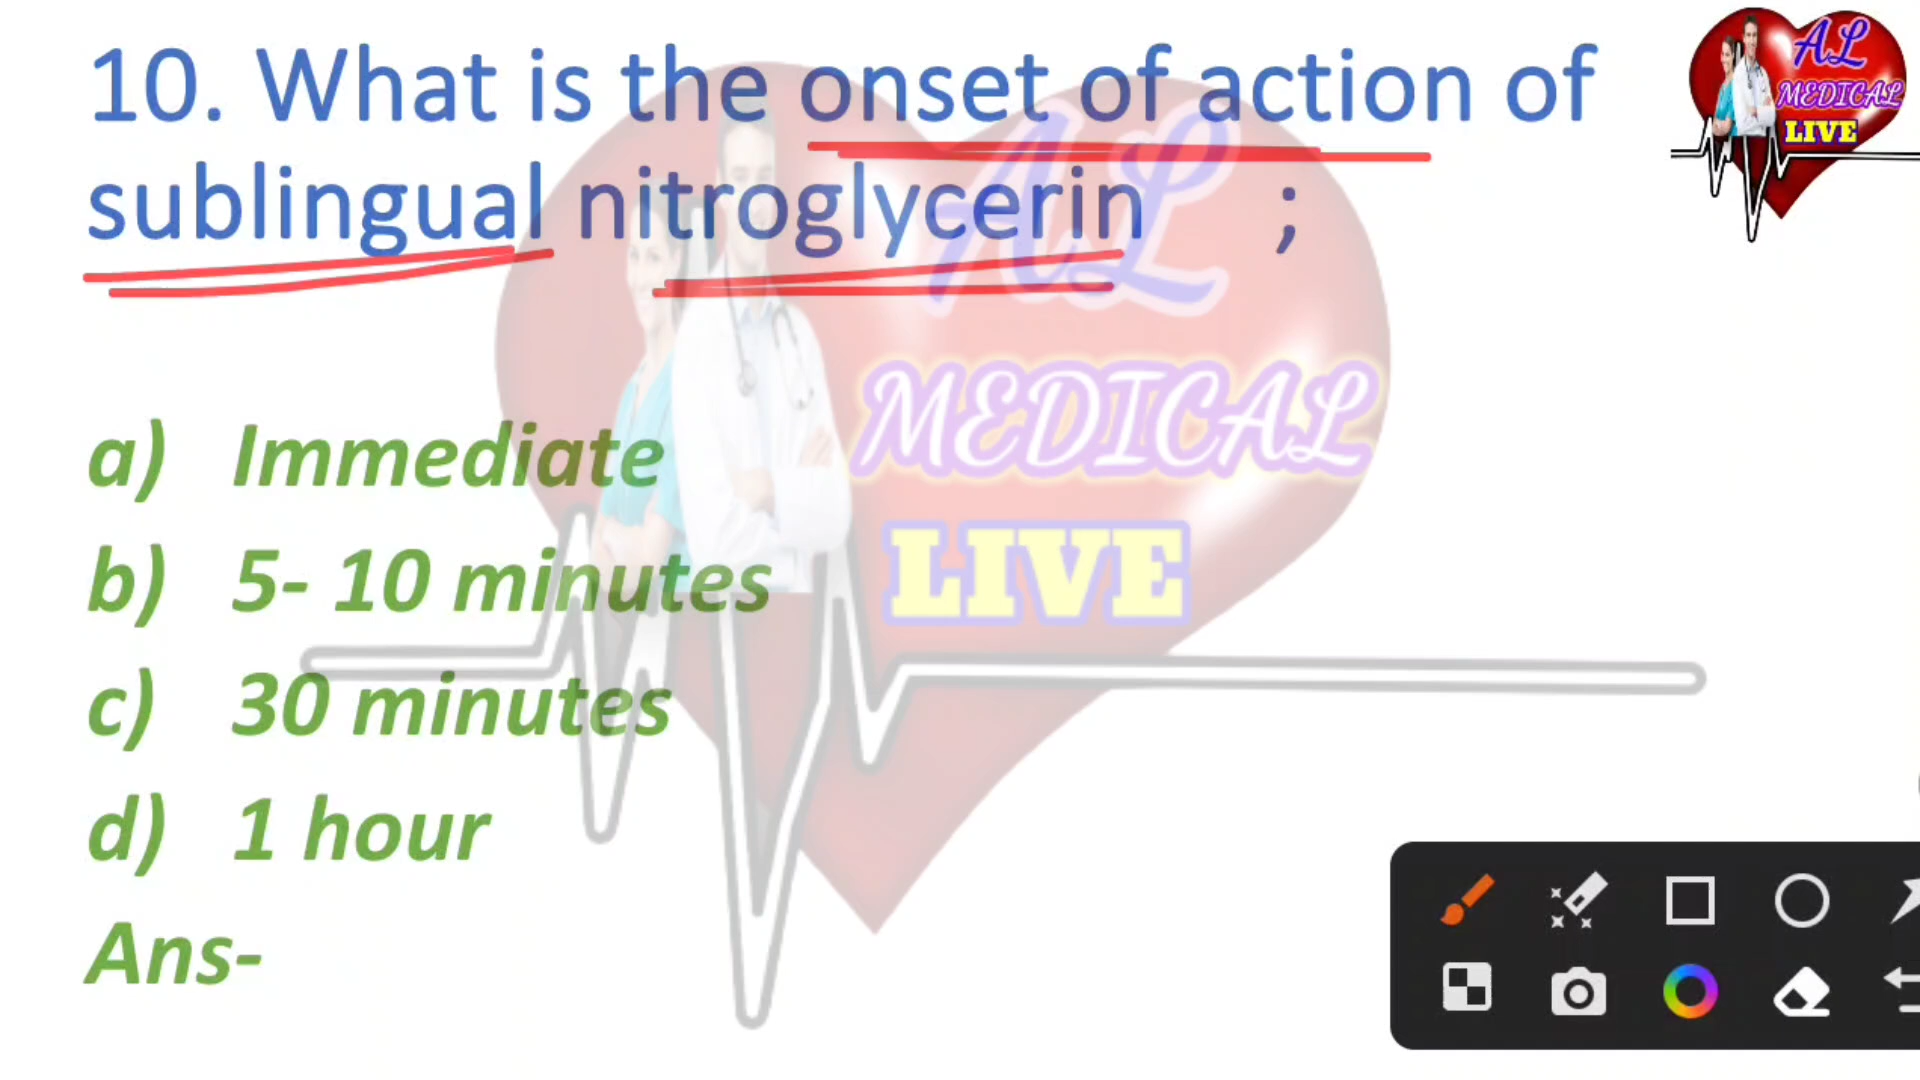 10. What is the onset of action of
sublingual nitroglycerin ;
a) Immediate
b) 5- 10 minutes
c) 30 minutes
d) 1 hour
Ans-
AL
MEDICAL
LIVE
AL
MEDICAL
LIVE